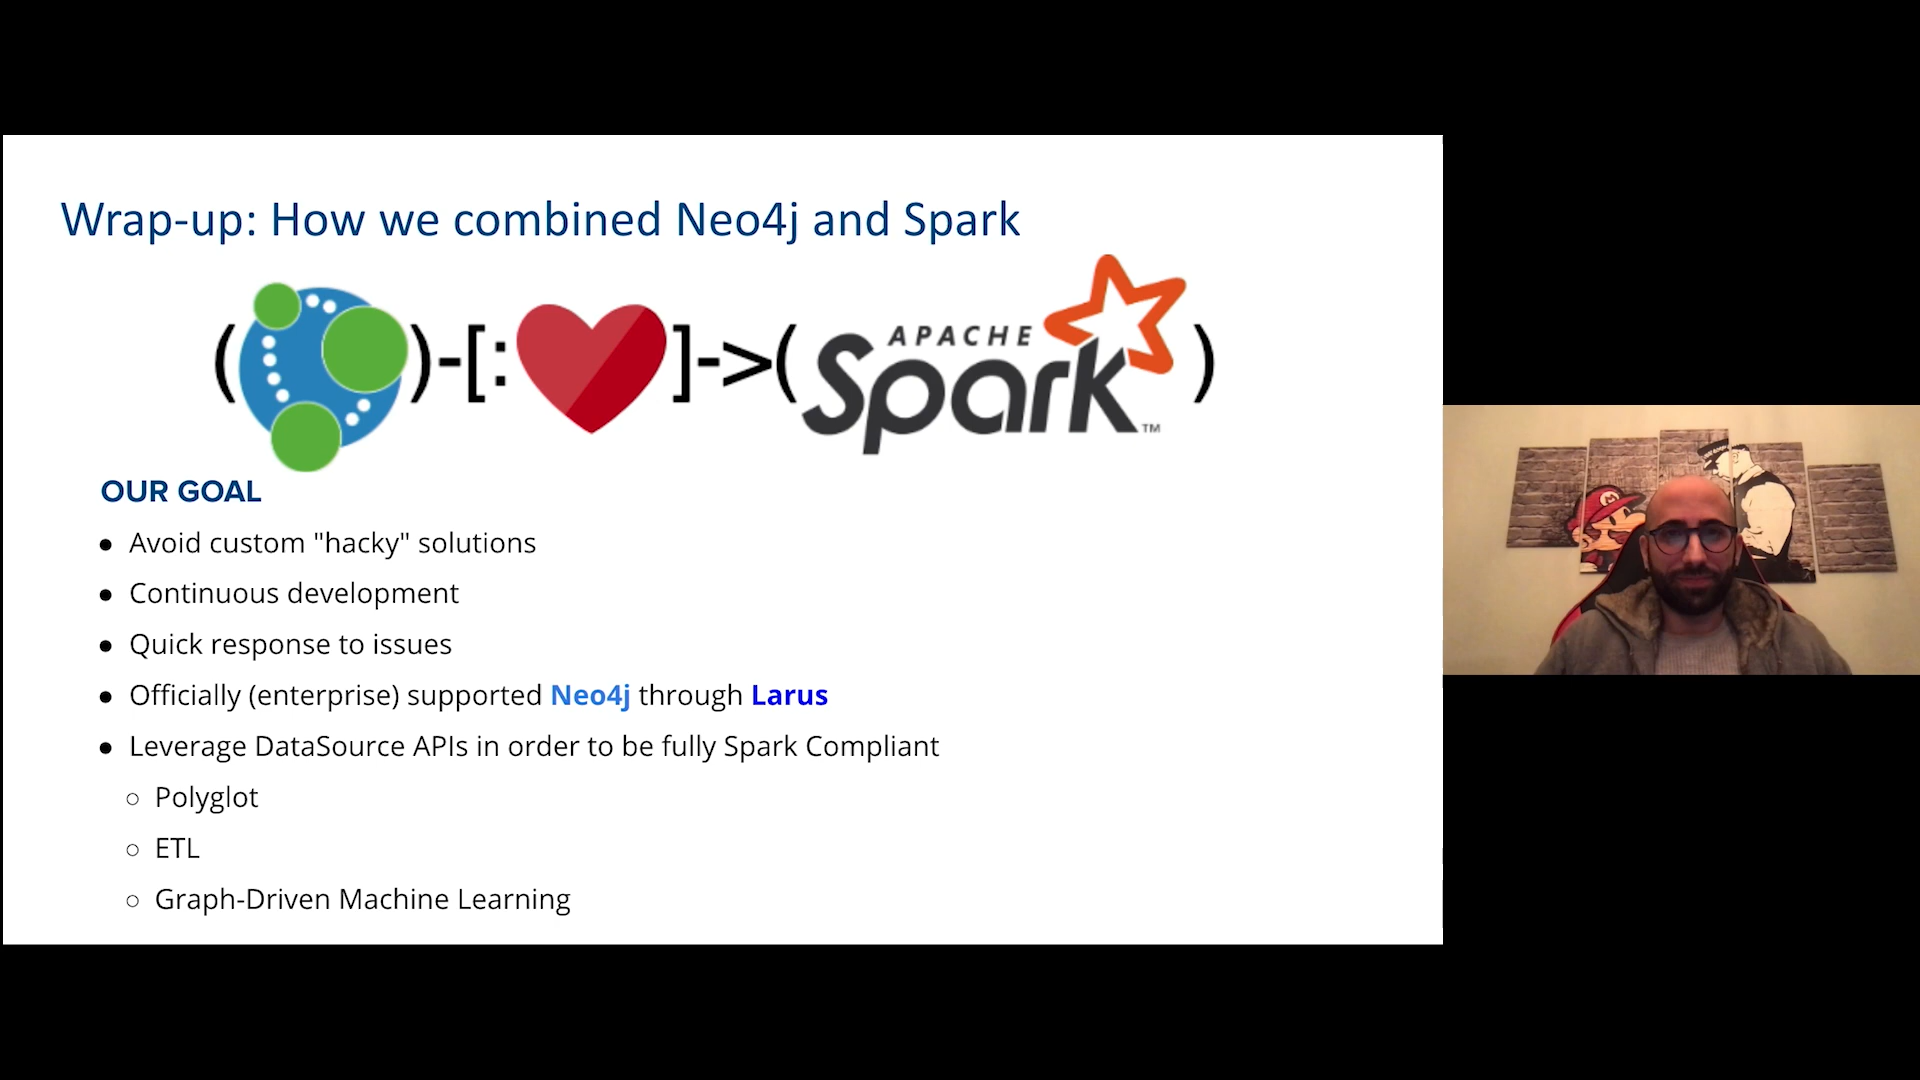 Wrap-up: How we combined Neo4j and Spark
( )-[: ]->( APACHE Spark™ )
OUR GOAL
● Avoid custom "hacky" solutions
● Continuous development
● Quick response to issues
● Officially (enterprise) supported Neo4j through Larus
● Leverage DataSource APIs in order to be fully Spark Compliant
○ Polyglot
○ ETL
○ Graph-Driven Machine Learning
M